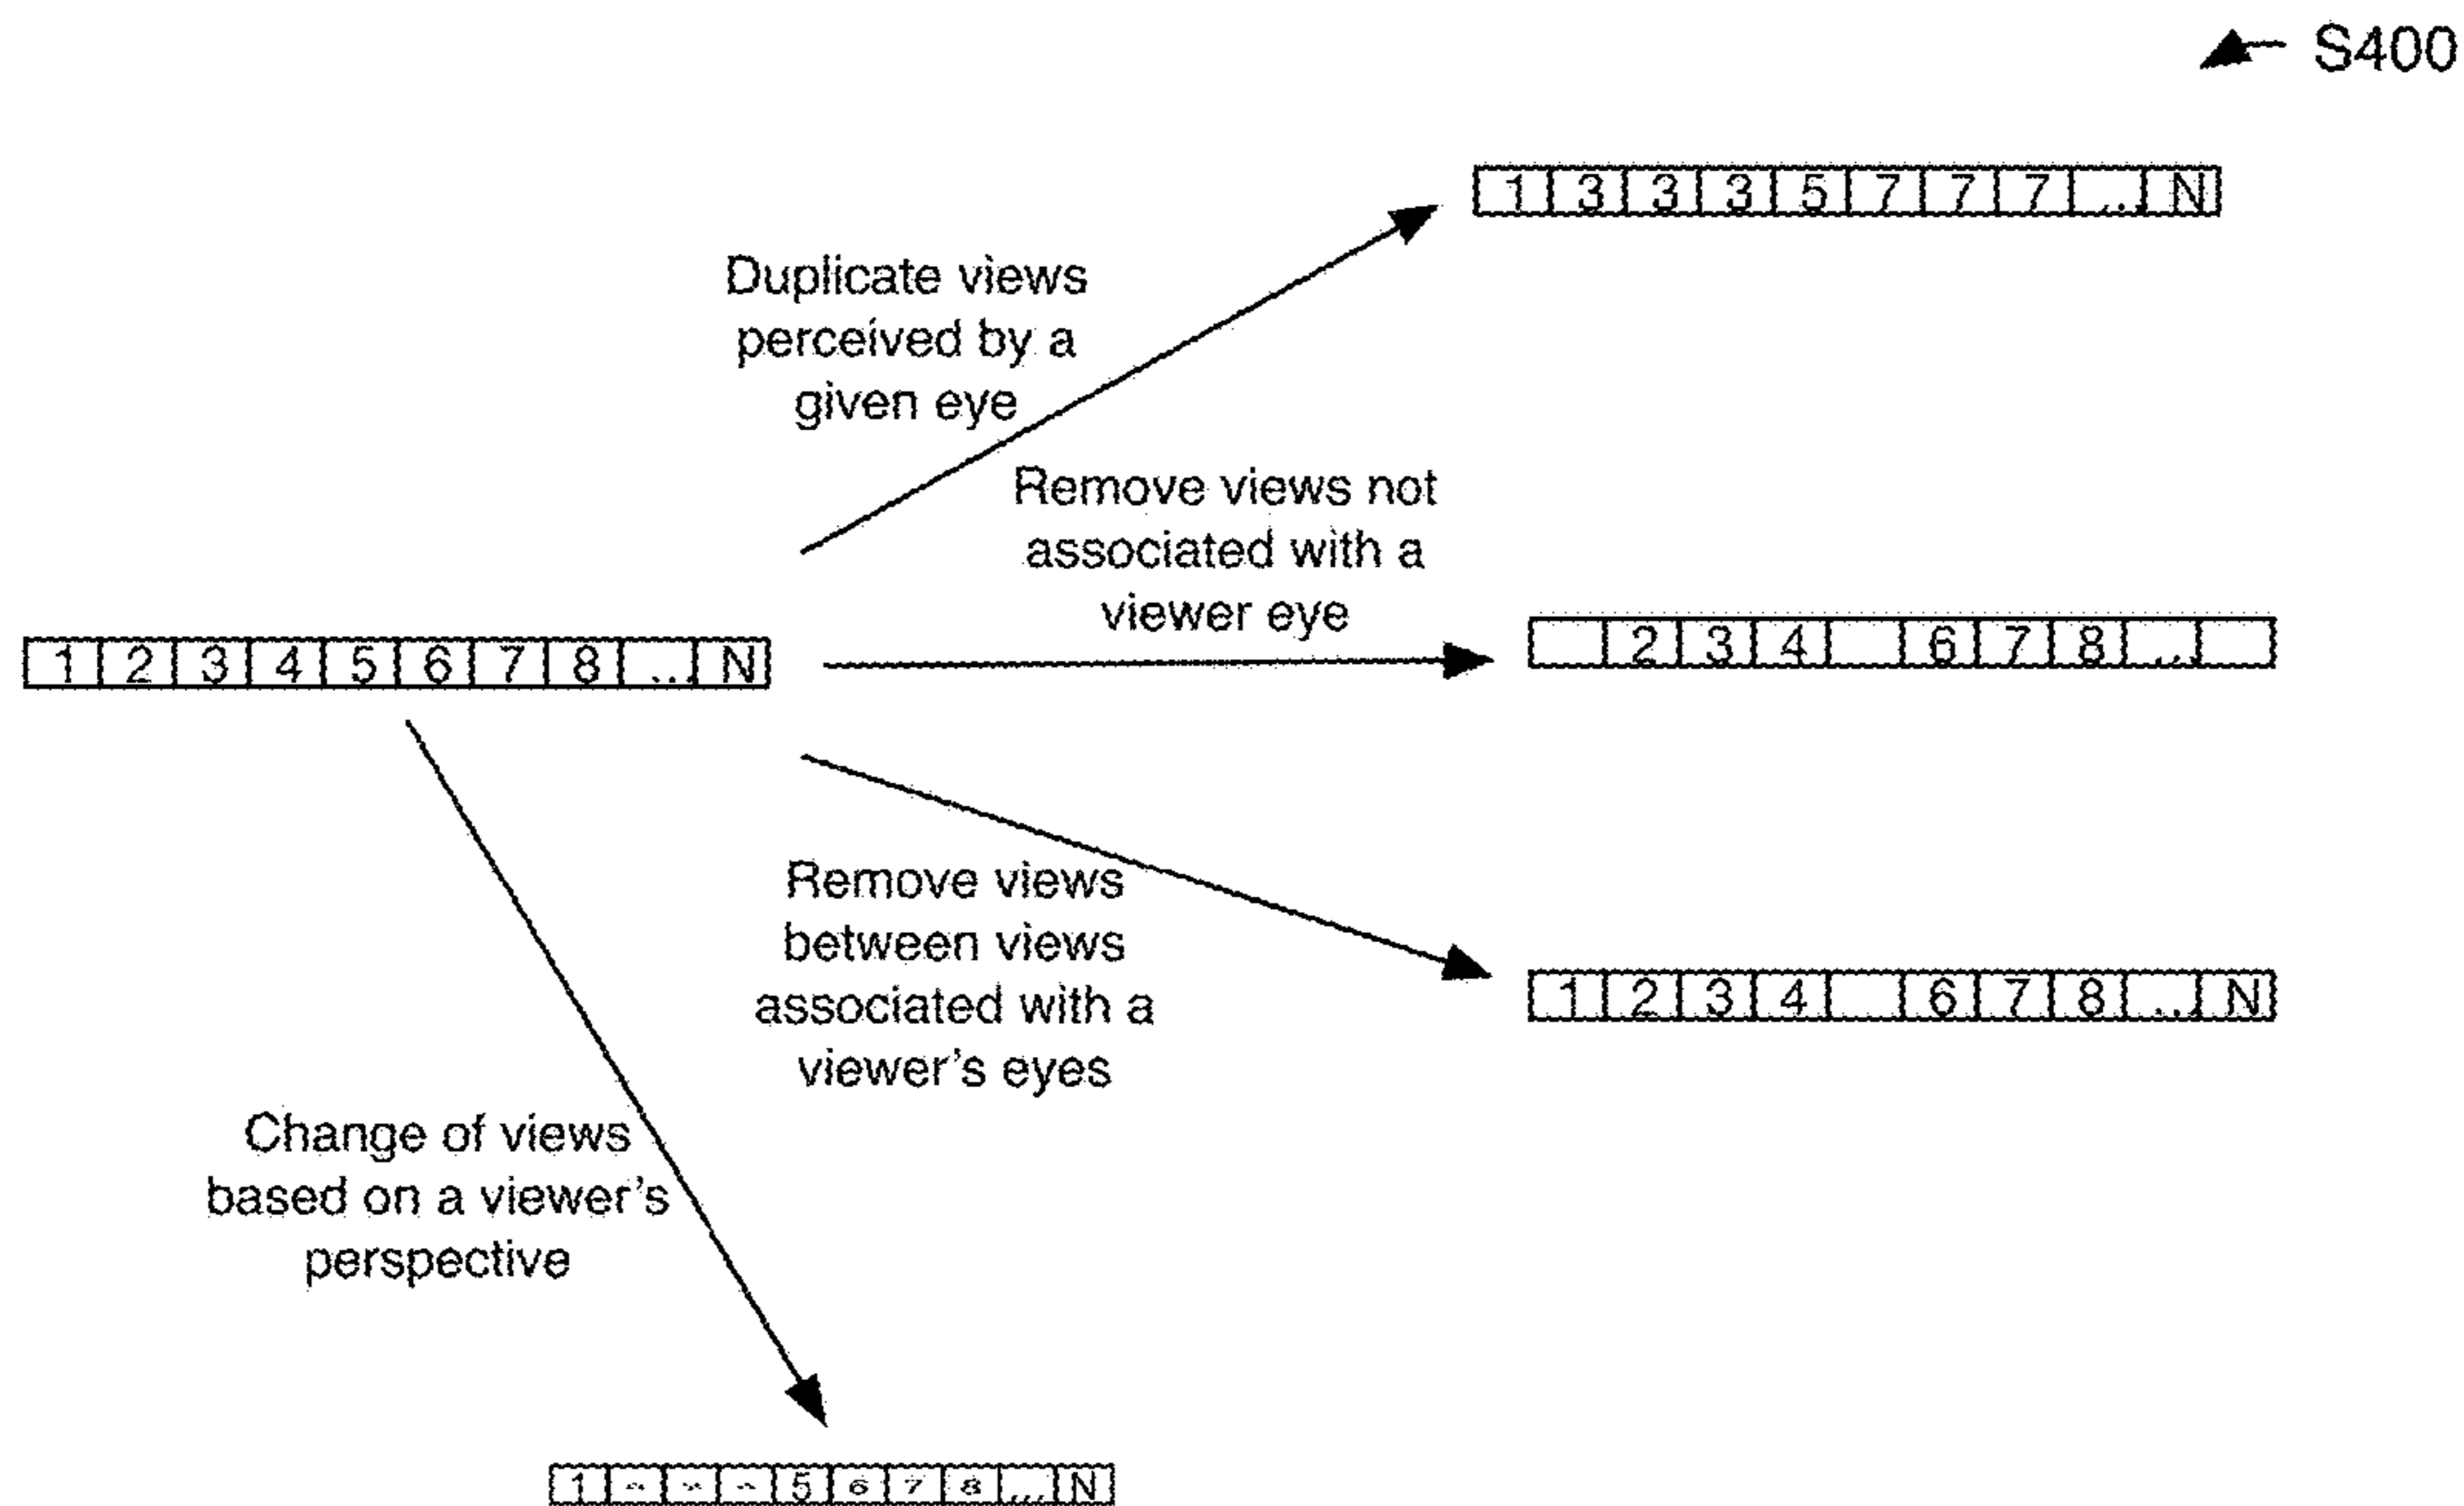 S400
1 3 3 3 5 7 7 7 ... N
Duplicate views
perceived by a
given eye
Remove views not
associated with a
viewer eye
1 2 3 4 5 6 7 8 ... N
2 3 4 6 7 8 ...
Remove views
between views
associated with a
viewer's eyes
1 2 3 4 6 7 8 ... N
Change of views
based on a viewer's
perspective
1 5 6 7 8 ... N